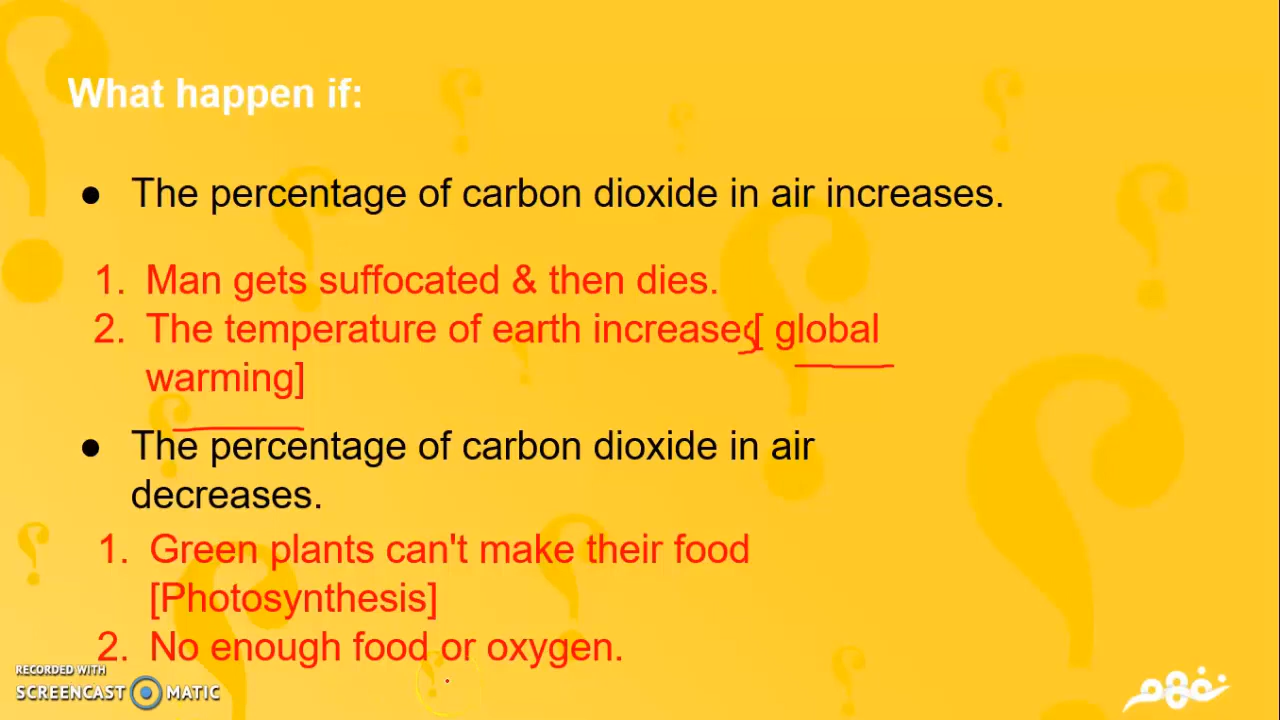 What happen if:
● The percentage of carbon dioxide in air increases.
1. Man gets suffocated & then dies.
2. The temperature of earth increases[ global
warming]
● The percentage of carbon dioxide in air
decreases.
1. Green plants can't make their food
[Photosynthesis]
2. No enough food or oxygen.
RECORDED WITH
SCREENCAST MATIC
نفهم